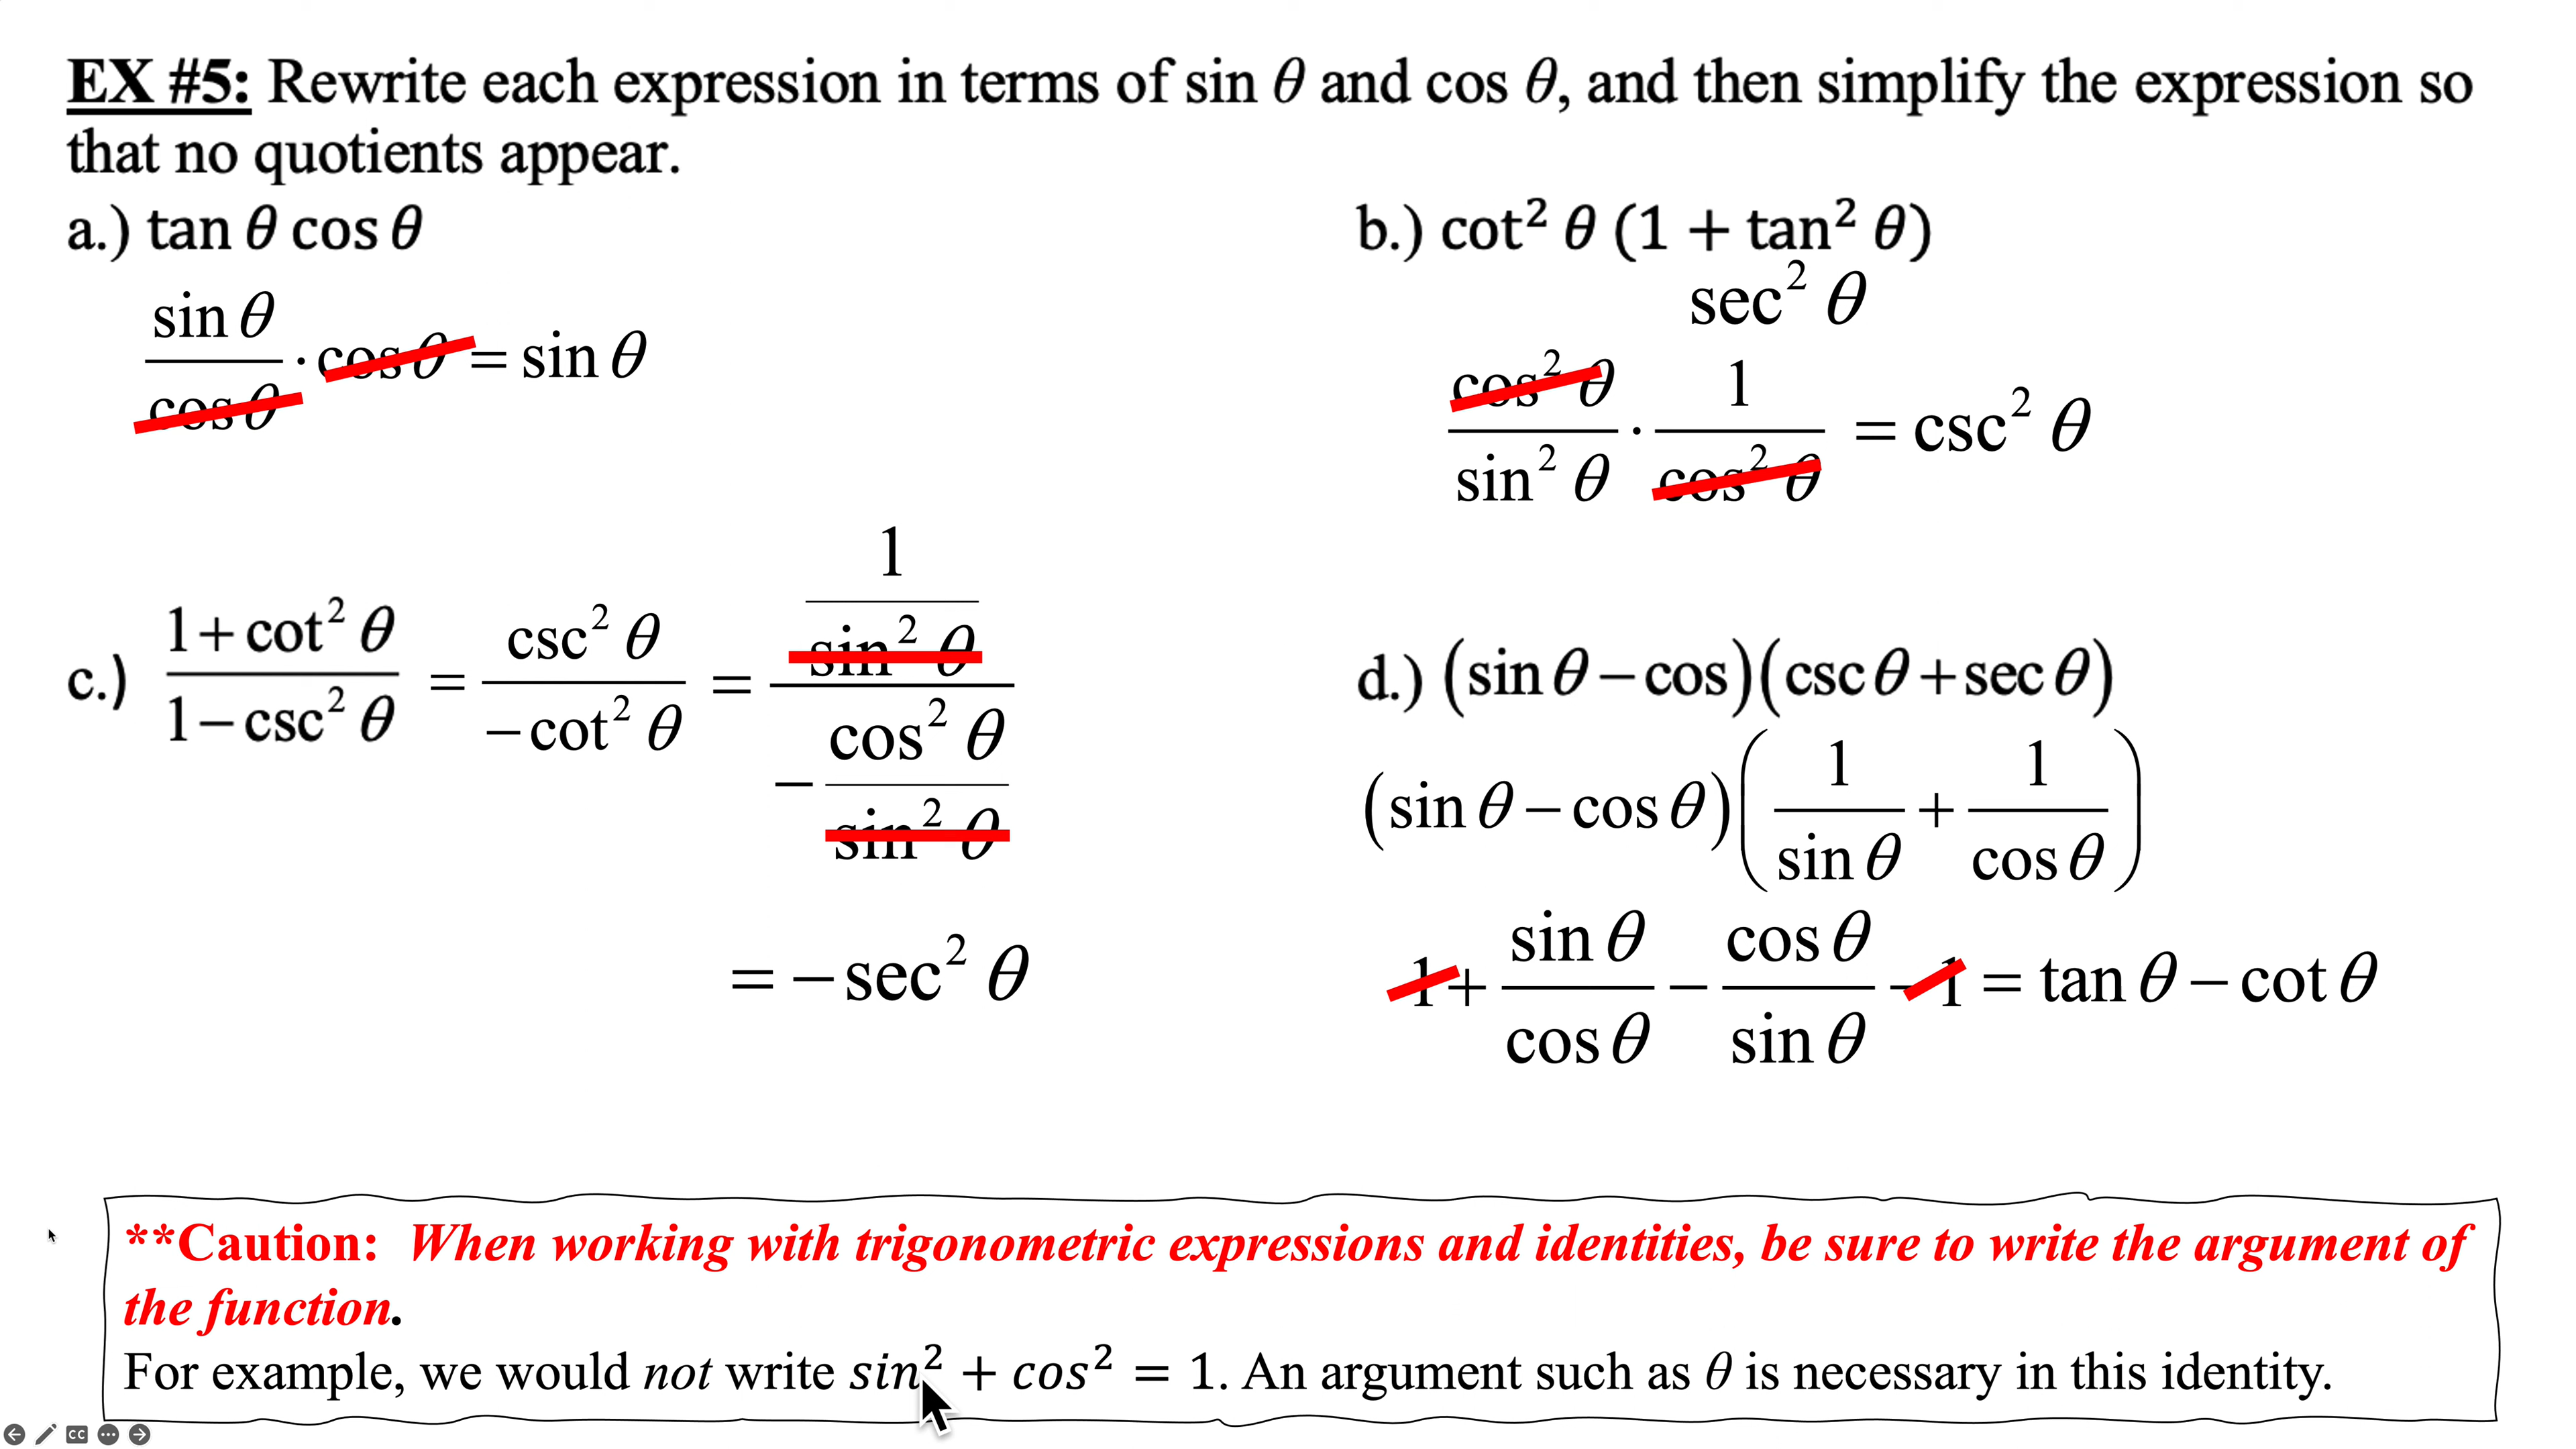 EX #5: Rewrite each expression in terms of sin θ and cos θ, and then simplify the expression so
that no quotients appear.
a.) tan θ cos θ
sin θ / cos θ · cos θ = sin θ
b.) cot² θ (1 + tan² θ)
sec² θ
cos² θ / sin² θ · 1 / cos² θ = csc² θ
c.) (1 + cot² θ) / (1 − csc² θ) = csc² θ / −cot² θ = (1 / sin² θ) / −(cos² θ / sin² θ)
= −sec² θ
d.) (sin θ − cos)(csc θ + sec θ)
(sin θ − cos θ)(1 / sin θ + 1 / cos θ)
1 + sin θ / cos θ − cos θ / sin θ − 1 = tan θ − cot θ
**Caution: When working with trigonometric expressions and identities, be sure to write the argument of
the function.
For example, we would not write sin² + cos² = 1. An argument such as θ is necessary in this identity.
CC